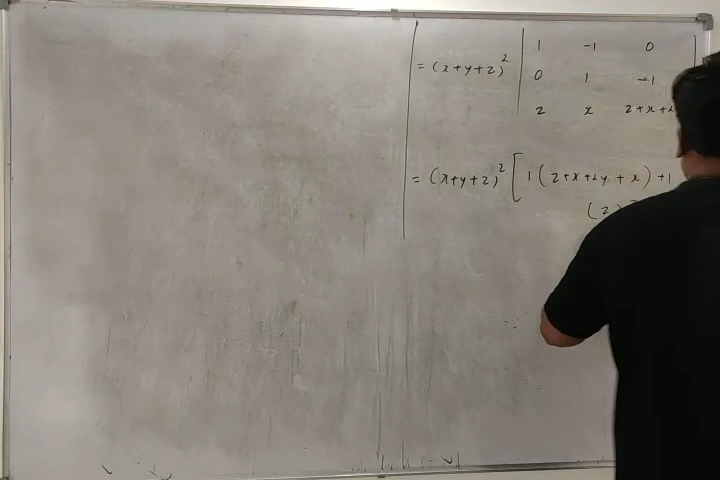 1 -1 0
= (x+y+z)² 0 1 -1
z x z+x+
= (x+y+z)² [ 1 (z+x+2y + x) +1
(z)